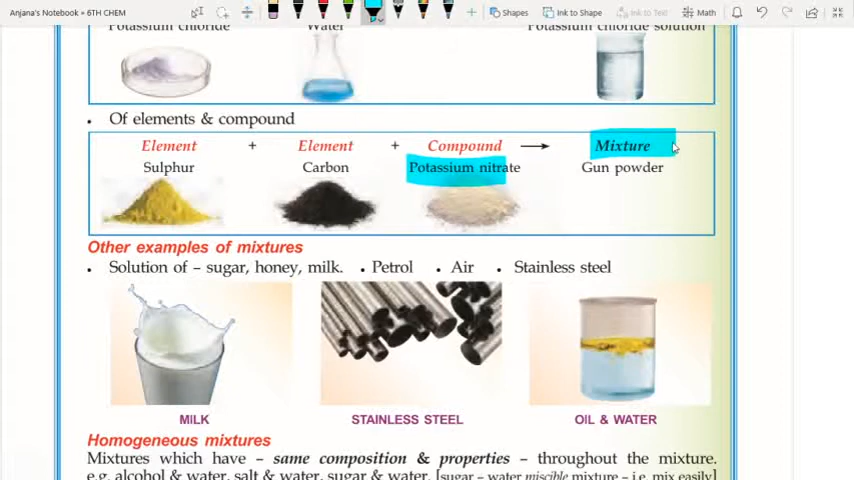 Anjana's Notebook » 6TH CHEM
Shapes
Ink to Shape
Ink to Text
Math
Potassium chloride
Water
Potassium chloride solution
• Of elements & compound
Element + Element + Compound → Mixture
Sulphur Carbon Potassium nitrate Gun powder
Other examples of mixtures
• Solution of – sugar, honey, milk. • Petrol • Air • Stainless steel
MILK STAINLESS STEEL OIL & WATER
Homogeneous mixtures
Mixtures which have – same composition & properties – throughout the mixture.
e.g. alcohol & water, salt & water, sugar & water. [sugar – water miscible mixture – i.e. mix easily]